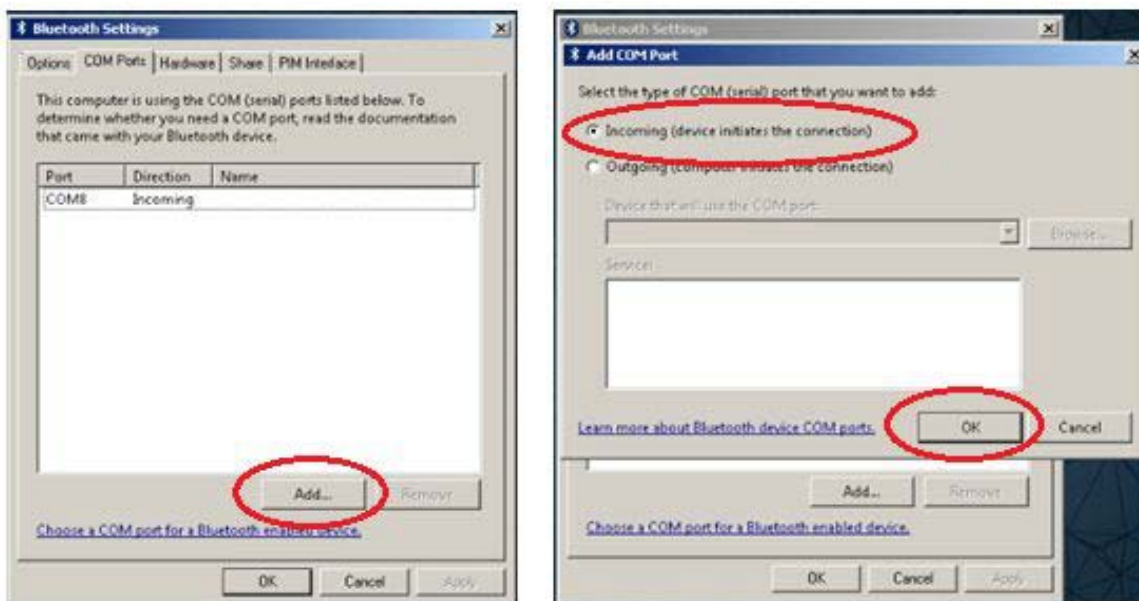 Bluetooth Settings
Options COM Ports Hardware Share PIM Interface
This computer is using the COM (serial) ports listed below. To
determine whether you need a COM port, read the documentation
that came with your Bluetooth device.
Port Direction Name
COM8 Incoming
Add... Remove
Choose a COM port for a Bluetooth enabled device.
OK Cancel Apply
Bluetooth Settings
Add COM Port
Select the type of COM (serial) port that you want to add:
Incoming (device initiates the connection)
Outgoing (computer initiates the connection)
Device that will use the COM port:
Browse...
Service:
Learn more about Bluetooth device COM ports.
OK Cancel
Add... Remove
Choose a COM port for a Bluetooth enabled device.
OK Cancel Apply